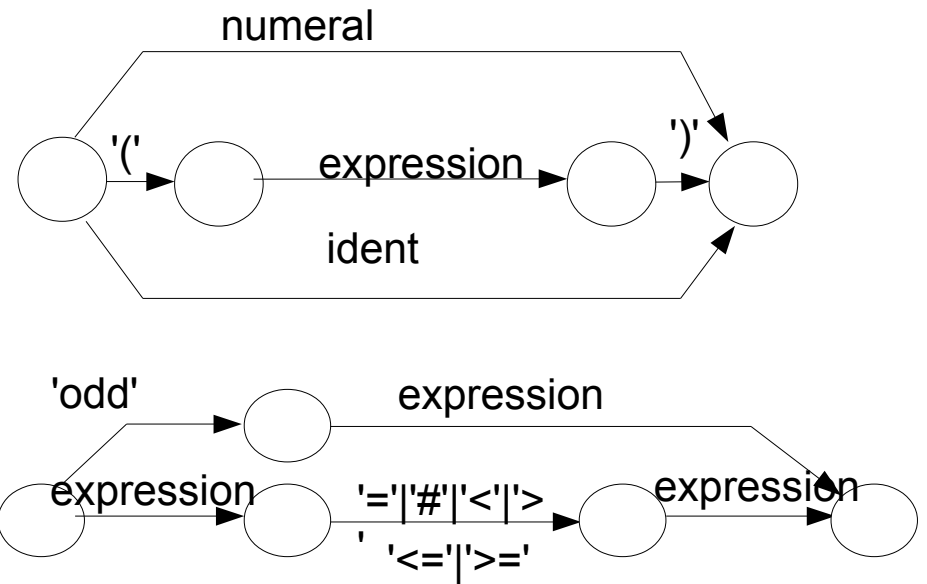 numeral
'(' expression ')'
ident
'odd' expression
expression '='|'#'|'<'|'> expression
' '<='|'>='